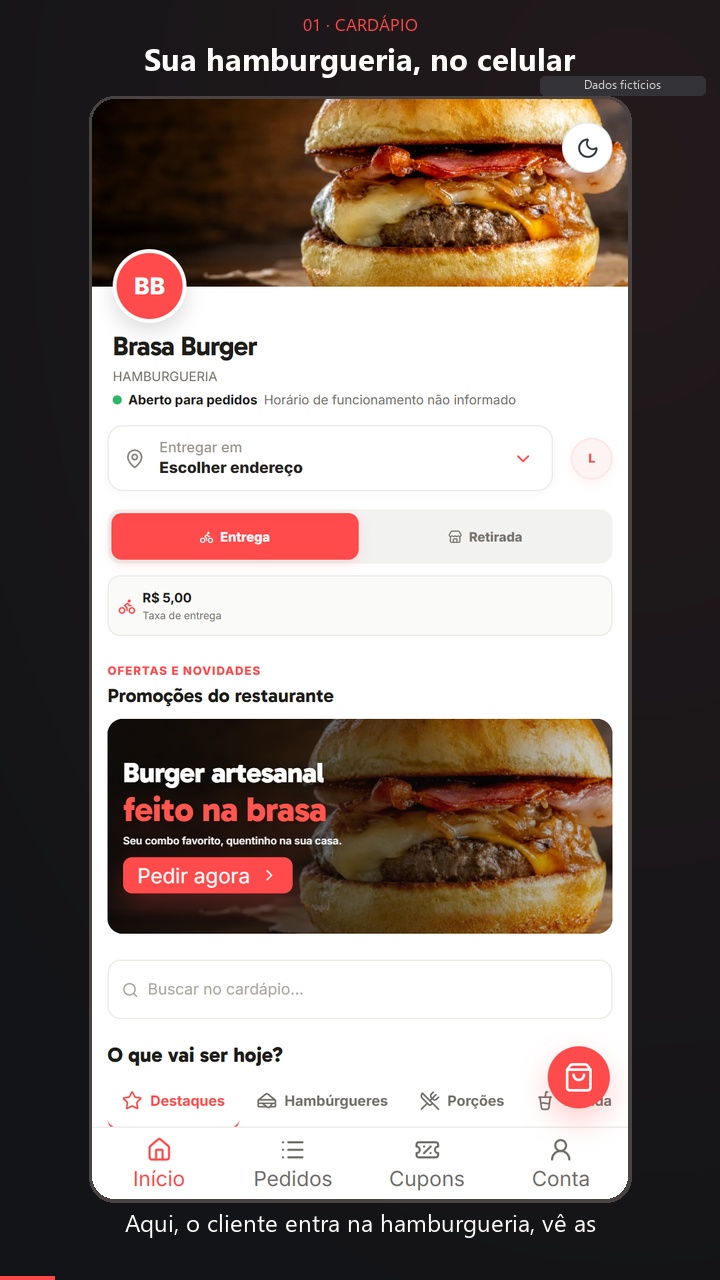 01 · CARDÁPIO
Sua hamburgueria, no celular
Dados fictícios
BB
Brasa Burger
HAMBURGUERIA
Aberto para pedidos Horário de funcionamento não informado
Entregar em
Escolher endereço
L
Entrega
Retirada
R$ 5,00
Taxa de entrega
OFERTAS E NOVIDADES
Promoções do restaurante
Burger artesanal
feito na brasa
Seu combo favorito, quentinho na sua casa.
Pedir agora
Buscar no cardápio...
O que vai ser hoje?
Destaques Hambúrgueres Porções
Início Pedidos Cupons Conta
Aqui, o cliente entra na hamburgueria, vê as